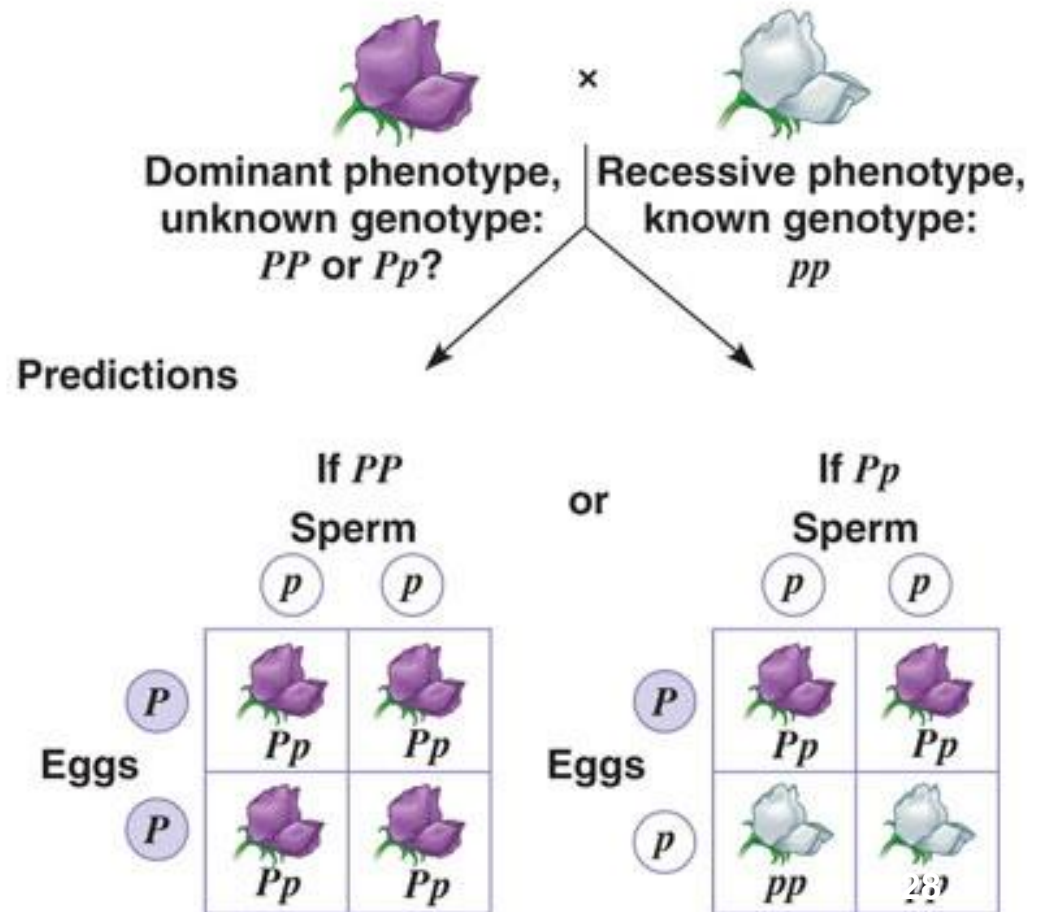 ×
Dominant phenotype,
unknown genotype:
PP or Pp?
Recessive phenotype,
known genotype:
pp
Predictions
If PP
Sperm
p p
Eggs
P
P
Pp Pp
Pp Pp
or
If Pp
Sperm
p p
Eggs
P
p
Pp Pp
pp
28